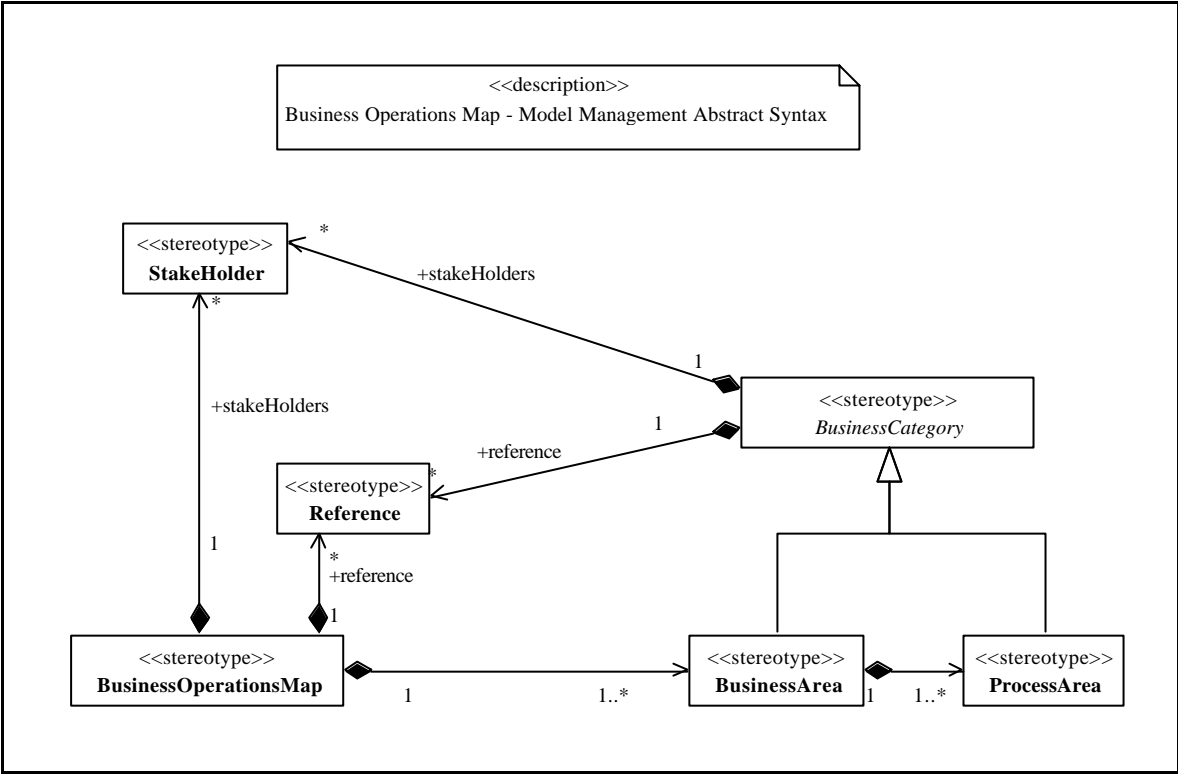 <<description>>
Business Operations Map - Model Management Abstract Syntax
<<stereotype>>
StakeHolder
*
+stakeHolders
1
*
+stakeHolders
1
<<stereotype>>
BusinessCategory
1
+reference
*
<<stereotype>>
Reference
*
+reference
1
<<stereotype>>
BusinessOperationsMap
1
1..*
<<stereotype>>
BusinessArea
1
1..*
<<stereotype>>
ProcessArea